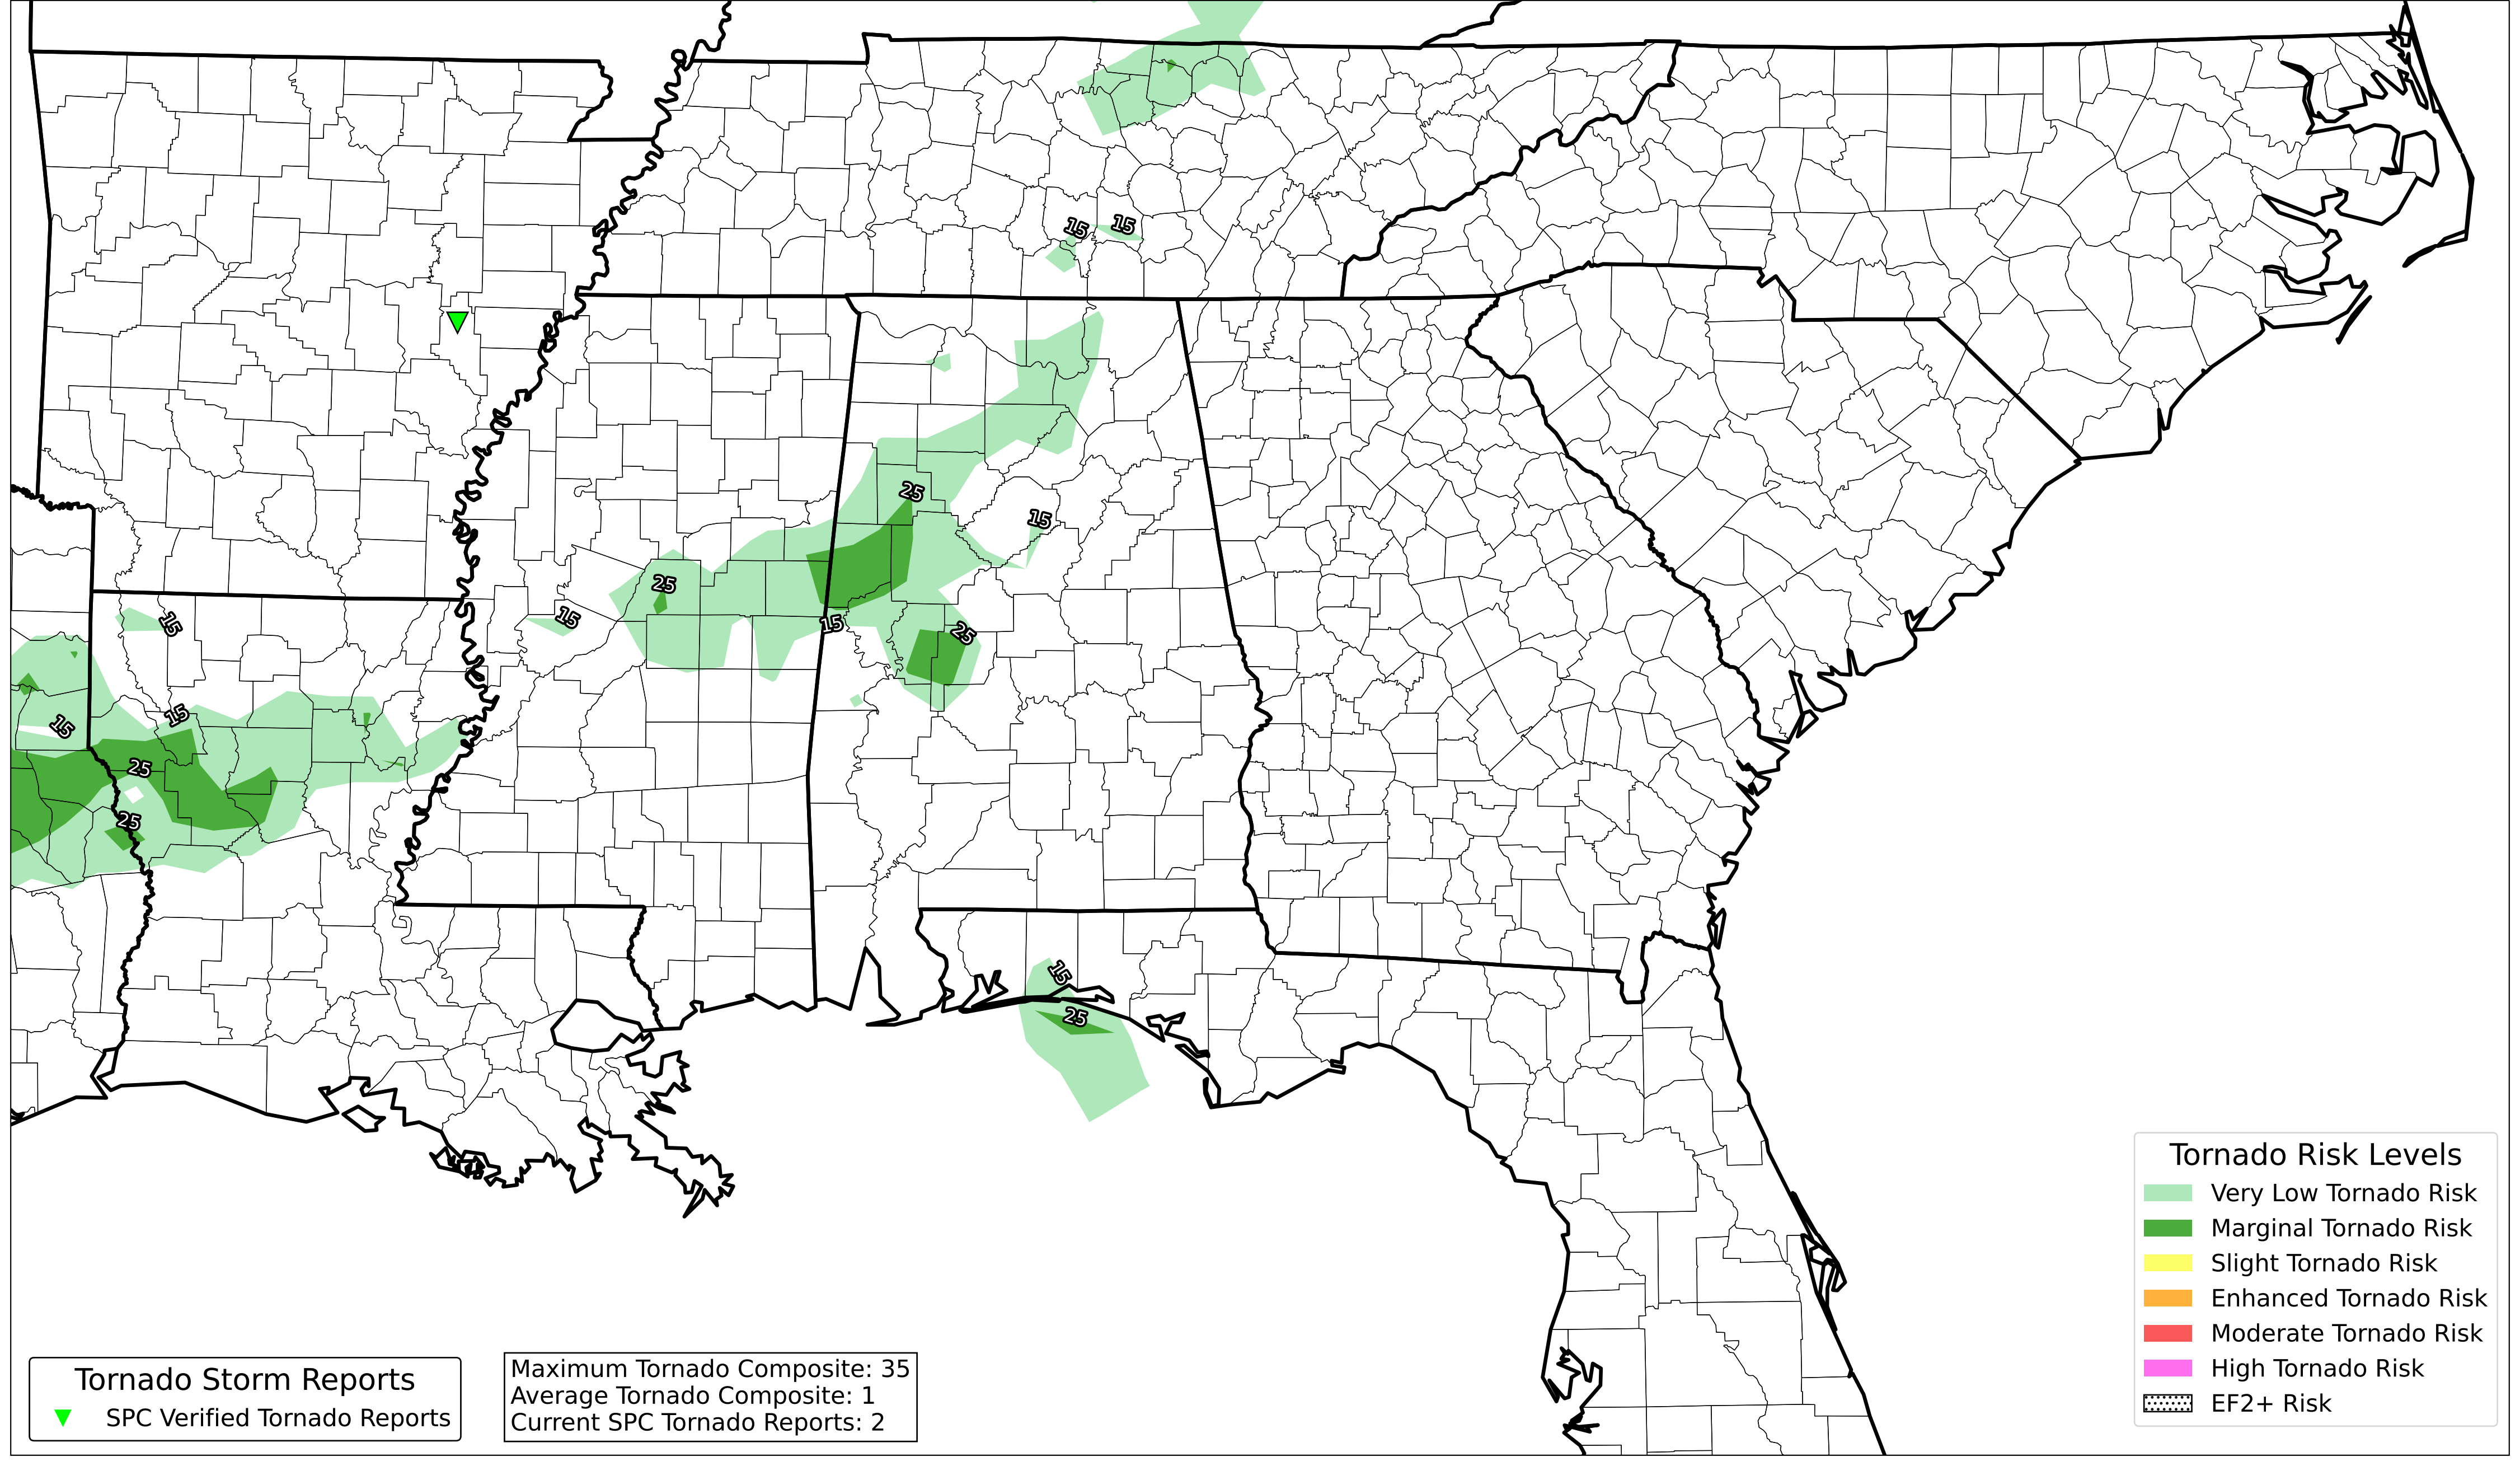 15
15
25
15
25
15
15
15
25
15
15
25
25
15
25
Tornado Risk Levels
Very Low Tornado Risk
Marginal Tornado Risk
Slight Tornado Risk
Enhanced Tornado Risk
Moderate Tornado Risk
High Tornado Risk
EF2+ Risk
Tornado Storm Reports
SPC Verified Tornado Reports
Maximum Tornado Composite: 35
Average Tornado Composite: 1
Current SPC Tornado Reports: 2